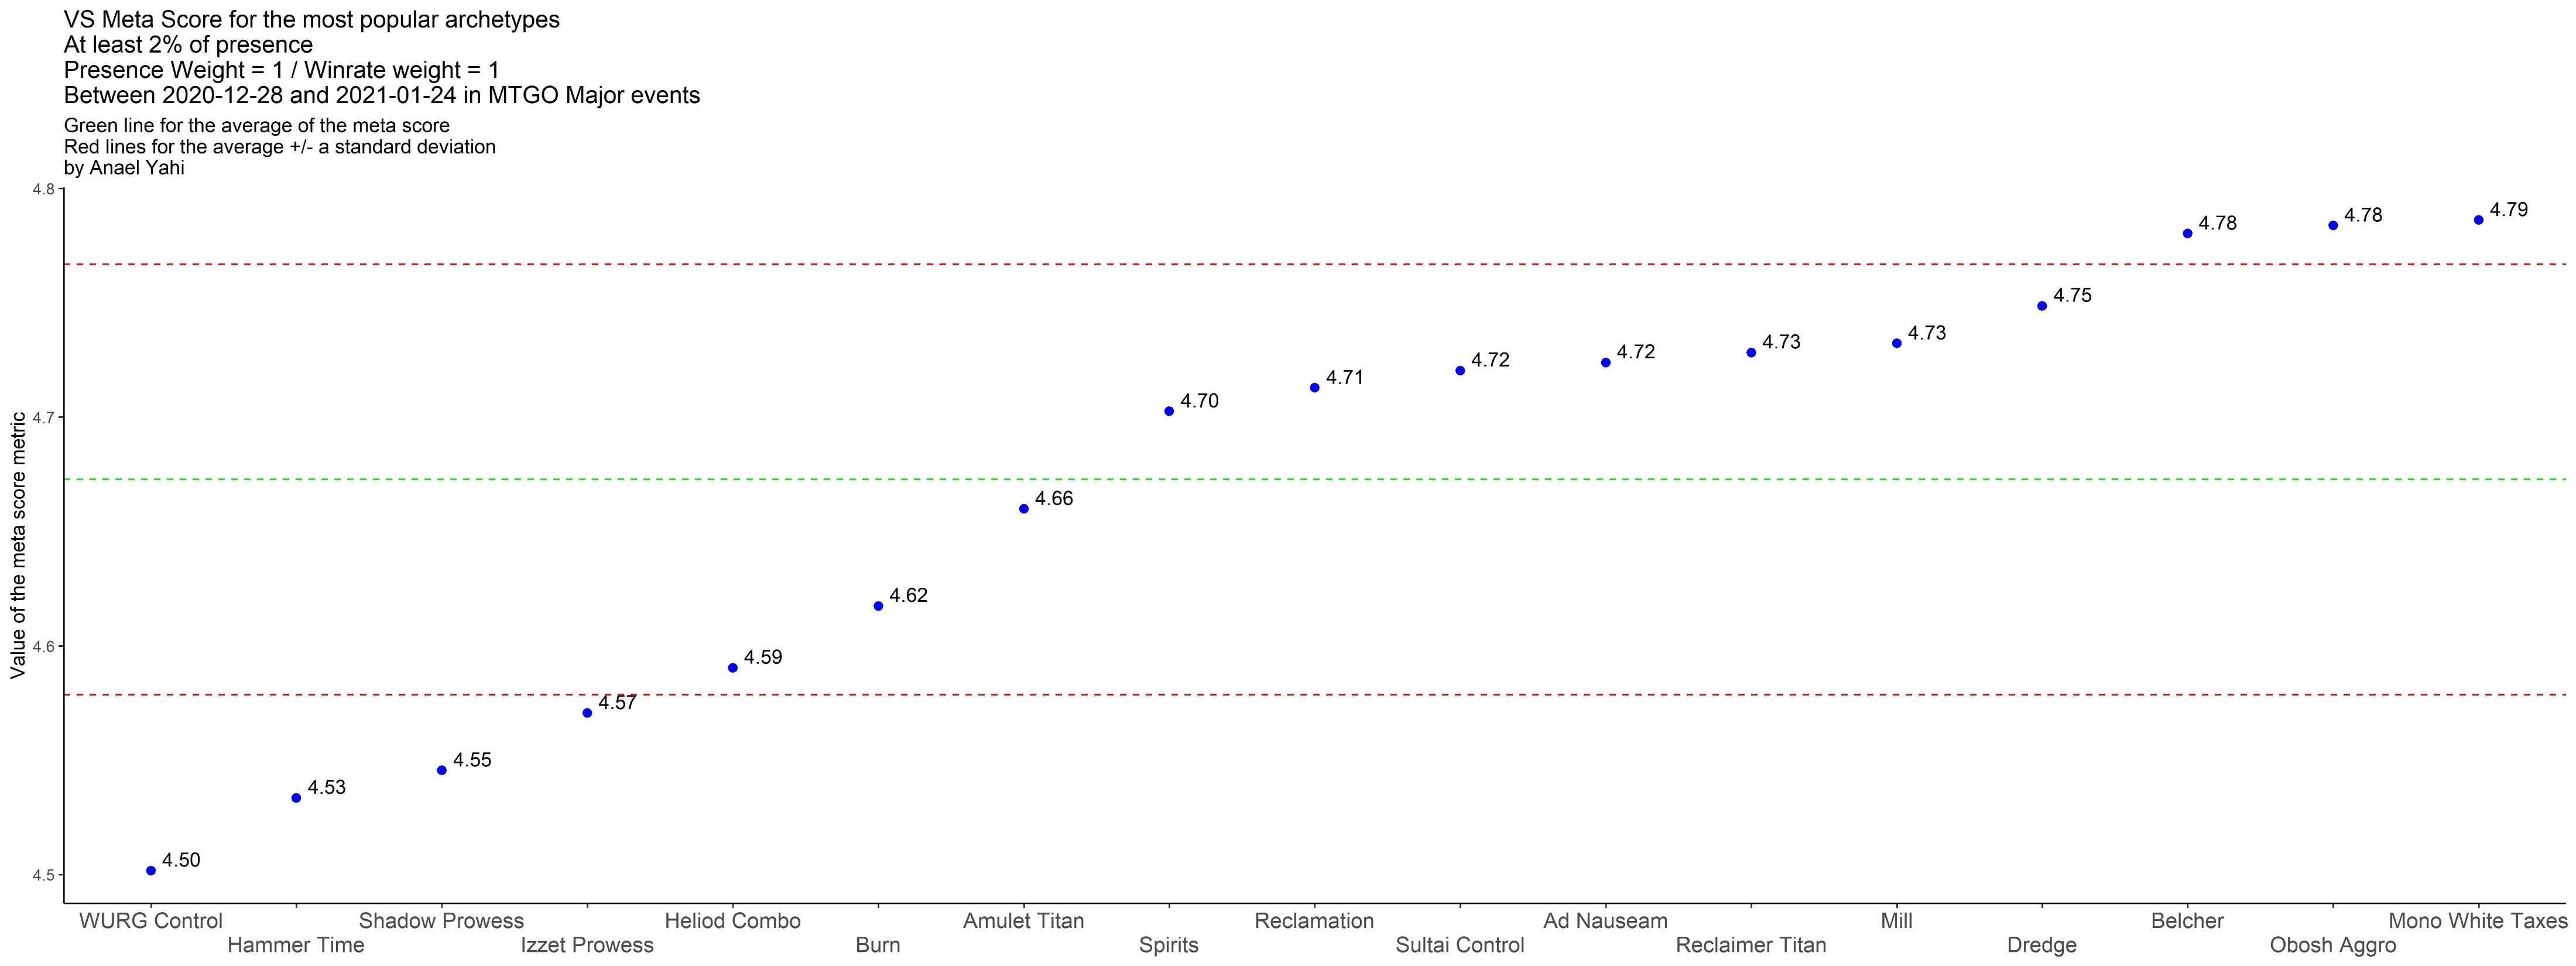 VS Meta Score for the most popular archetypes
At least 2% of presence
Presence Weight = 1 / Winrate weight = 1
Between 2020-12-28 and 2021-01-24 in MTGO Major events
Green line for the average of the meta score
Red lines for the average +/- a standard deviation
by Anael Yahi
Value of the meta score metric
4.8
4.7
4.6
4.5
4.50
4.53
4.55
4.57
4.59
4.62
4.66
4.70
4.71
4.72
4.72
4.73
4.73
4.75
4.78
4.78
4.79
WURG Control
Hammer Time
Shadow Prowess
Izzet Prowess
Heliod Combo
Burn
Amulet Titan
Spirits
Reclamation
Sultai Control
Ad Nauseam
Reclaimer Titan
Mill
Dredge
Belcher
Obosh Aggro
Mono White Taxes